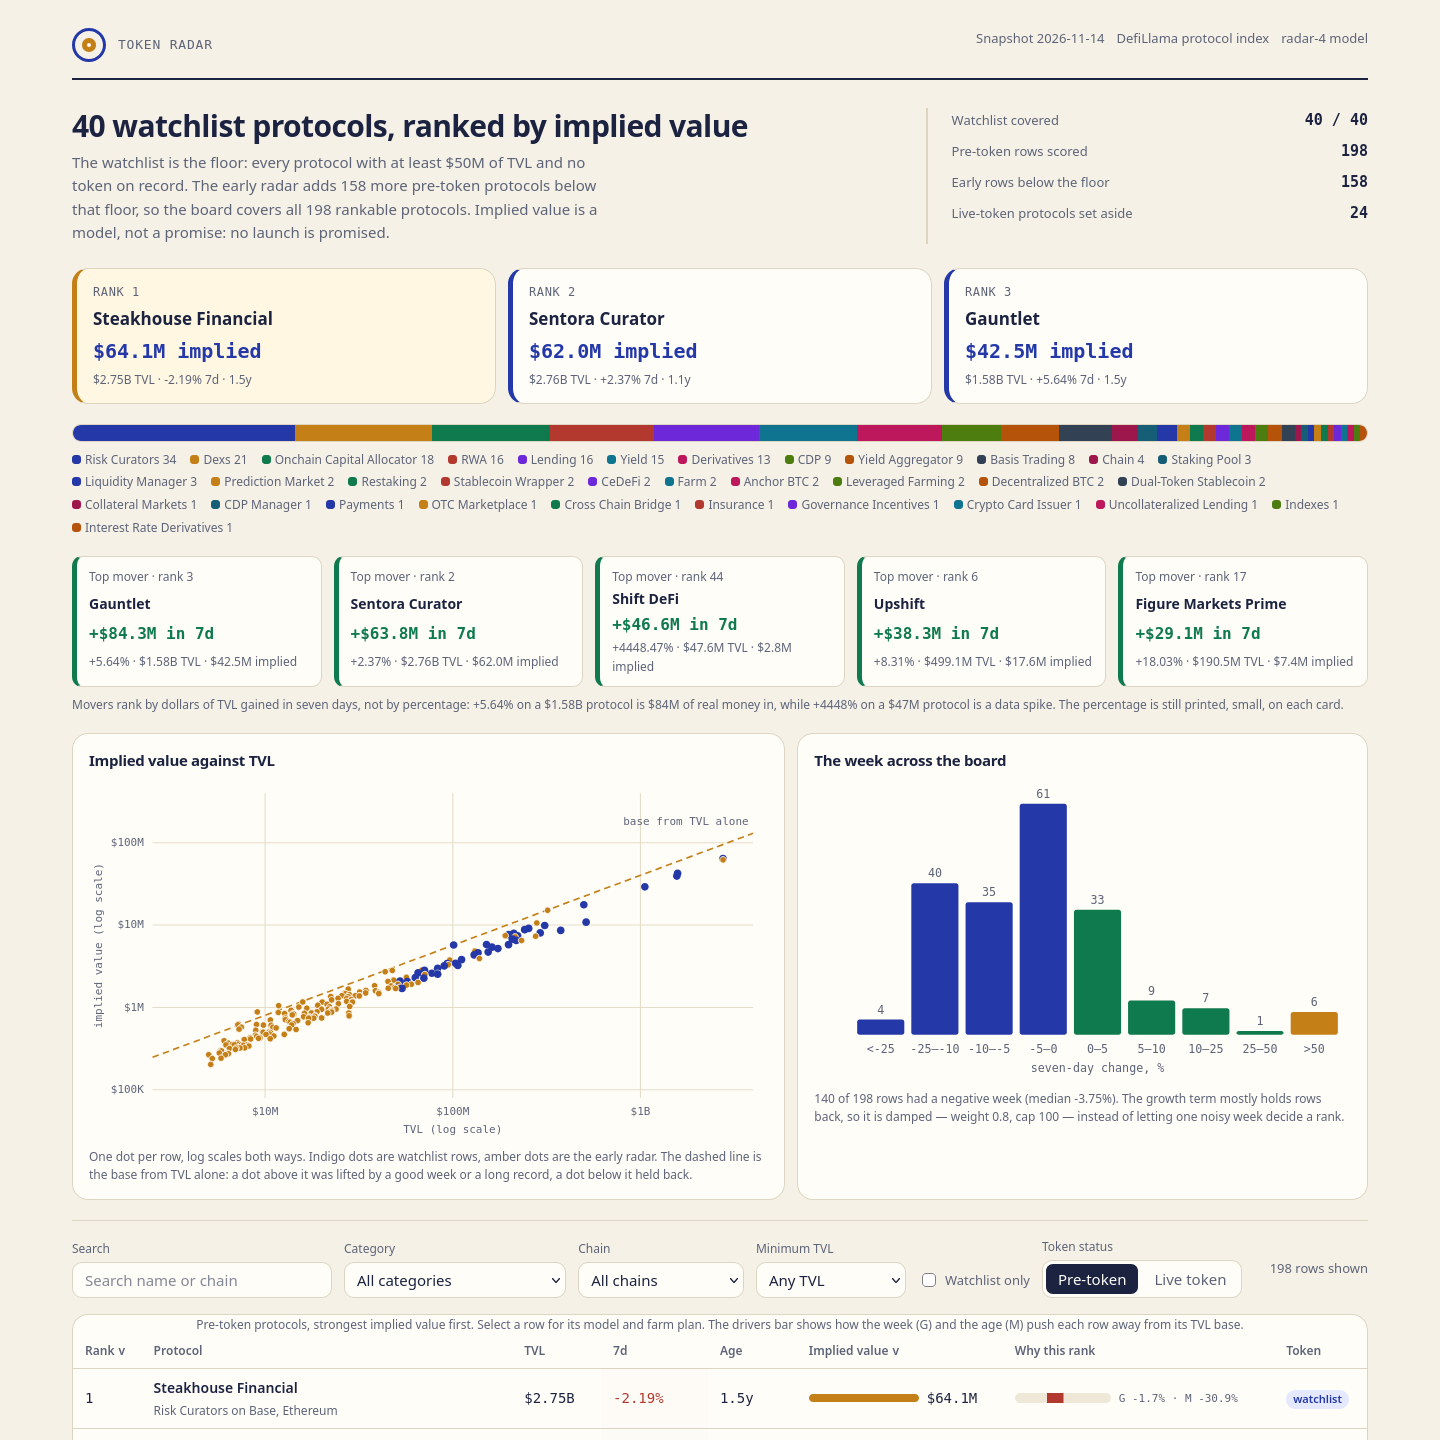 TOKEN RADAR
Snapshot 2026-11-14 DefiLlama protocol index radar-4 model
40 watchlist protocols, ranked by implied value
The watchlist is the floor: every protocol with at least $50M of TVL and no
token on record. The early radar adds 158 more pre-token protocols below
that floor, so the board covers all 198 rankable protocols. Implied value is a
model, not a promise: no launch is promised.
Watchlist covered 40 / 40
Pre-token rows scored 198
Early rows below the floor 158
Live-token protocols set aside 24
RANK 1
Steakhouse Financial
$64.1M implied
$2.75B TVL · -2.19% 7d · 1.5y
RANK 2
Sentora Curator
$62.0M implied
$2.76B TVL · +2.37% 7d · 1.1y
RANK 3
Gauntlet
$42.5M implied
$1.58B TVL · +5.64% 7d · 1.5y
Risk Curators 34 Dexs 21 Onchain Capital Allocator 18 RWA 16 Lending 16 Yield 15 Derivatives 13 CDP 9 Yield Aggregator 9 Basis Trading 8 Chain 4 Staking Pool 3
Liquidity Manager 3 Prediction Market 2 Restaking 2 Stablecoin Wrapper 2 CeDeFi 2 Farm 2 Anchor BTC 2 Leveraged Farming 2 Decentralized BTC 2 Dual-Token Stablecoin 2
Collateral Markets 1 CDP Manager 1 Payments 1 OTC Marketplace 1 Cross Chain Bridge 1 Insurance 1 Governance Incentives 1 Crypto Card Issuer 1 Uncollateralized Lending 1 Indexes 1
Interest Rate Derivatives 1
Top mover · rank 3
Gauntlet
+$84.3M in 7d
+5.64% · $1.58B TVL · $42.5M implied
Top mover · rank 2
Sentora Curator
+$63.8M in 7d
+2.37% · $2.76B TVL · $62.0M implied
Top mover · rank 44
Shift DeFi
+$46.6M in 7d
+4448.47% · $47.6M TVL · $2.8M
implied
Top mover · rank 6
Upshift
+$38.3M in 7d
+8.31% · $499.1M TVL · $17.6M implied
Top mover · rank 17
Figure Markets Prime
+$29.1M in 7d
+18.03% · $190.5M TVL · $7.4M implied
Movers rank by dollars of TVL gained in seven days, not by percentage: +5.64% on a $1.58B protocol is $84M of real money in, while +4448% on a $47M protocol is a data spike. The percentage is still printed, small, on each card.
Implied value against TVL
base from TVL alone
$100M
$10M
$1M
$100K
implied value (log scale)
$10M $100M $1B
TVL (log scale)
One dot per row, log scales both ways. Indigo dots are watchlist rows, amber dots are the early radar. The dashed line is
the base from TVL alone: a dot above it was lifted by a good week or a long record, a dot below it held back.
The week across the board
4 40 35 61 33 9 7 1 6
<-25 -25–-10 -10–-5 -5–0 0–5 5–10 10–25 25–50 >50
seven-day change, %
140 of 198 rows had a negative week (median -3.75%). The growth term mostly holds rows
back, so it is damped — weight 0.8, cap 100 — instead of letting one noisy week decide a rank.
Search
Search name or chain
Category
All categories
Chain
All chains
Minimum TVL
Any TVL
Watchlist only
Token status
Pre-token Live token
198 rows shown
Pre-token protocols, strongest implied value first. Select a row for its model and farm plan. The drivers bar shows how the week (G) and the age (M) push each row away from its TVL base.
Rank v Protocol TVL 7d Age Implied value v Why this rank Token
1 Steakhouse Financial $2.75B -2.19% 1.5y $64.1M G -1.7% · M -30.9% watchlist
Risk Curators on Base, Ethereum